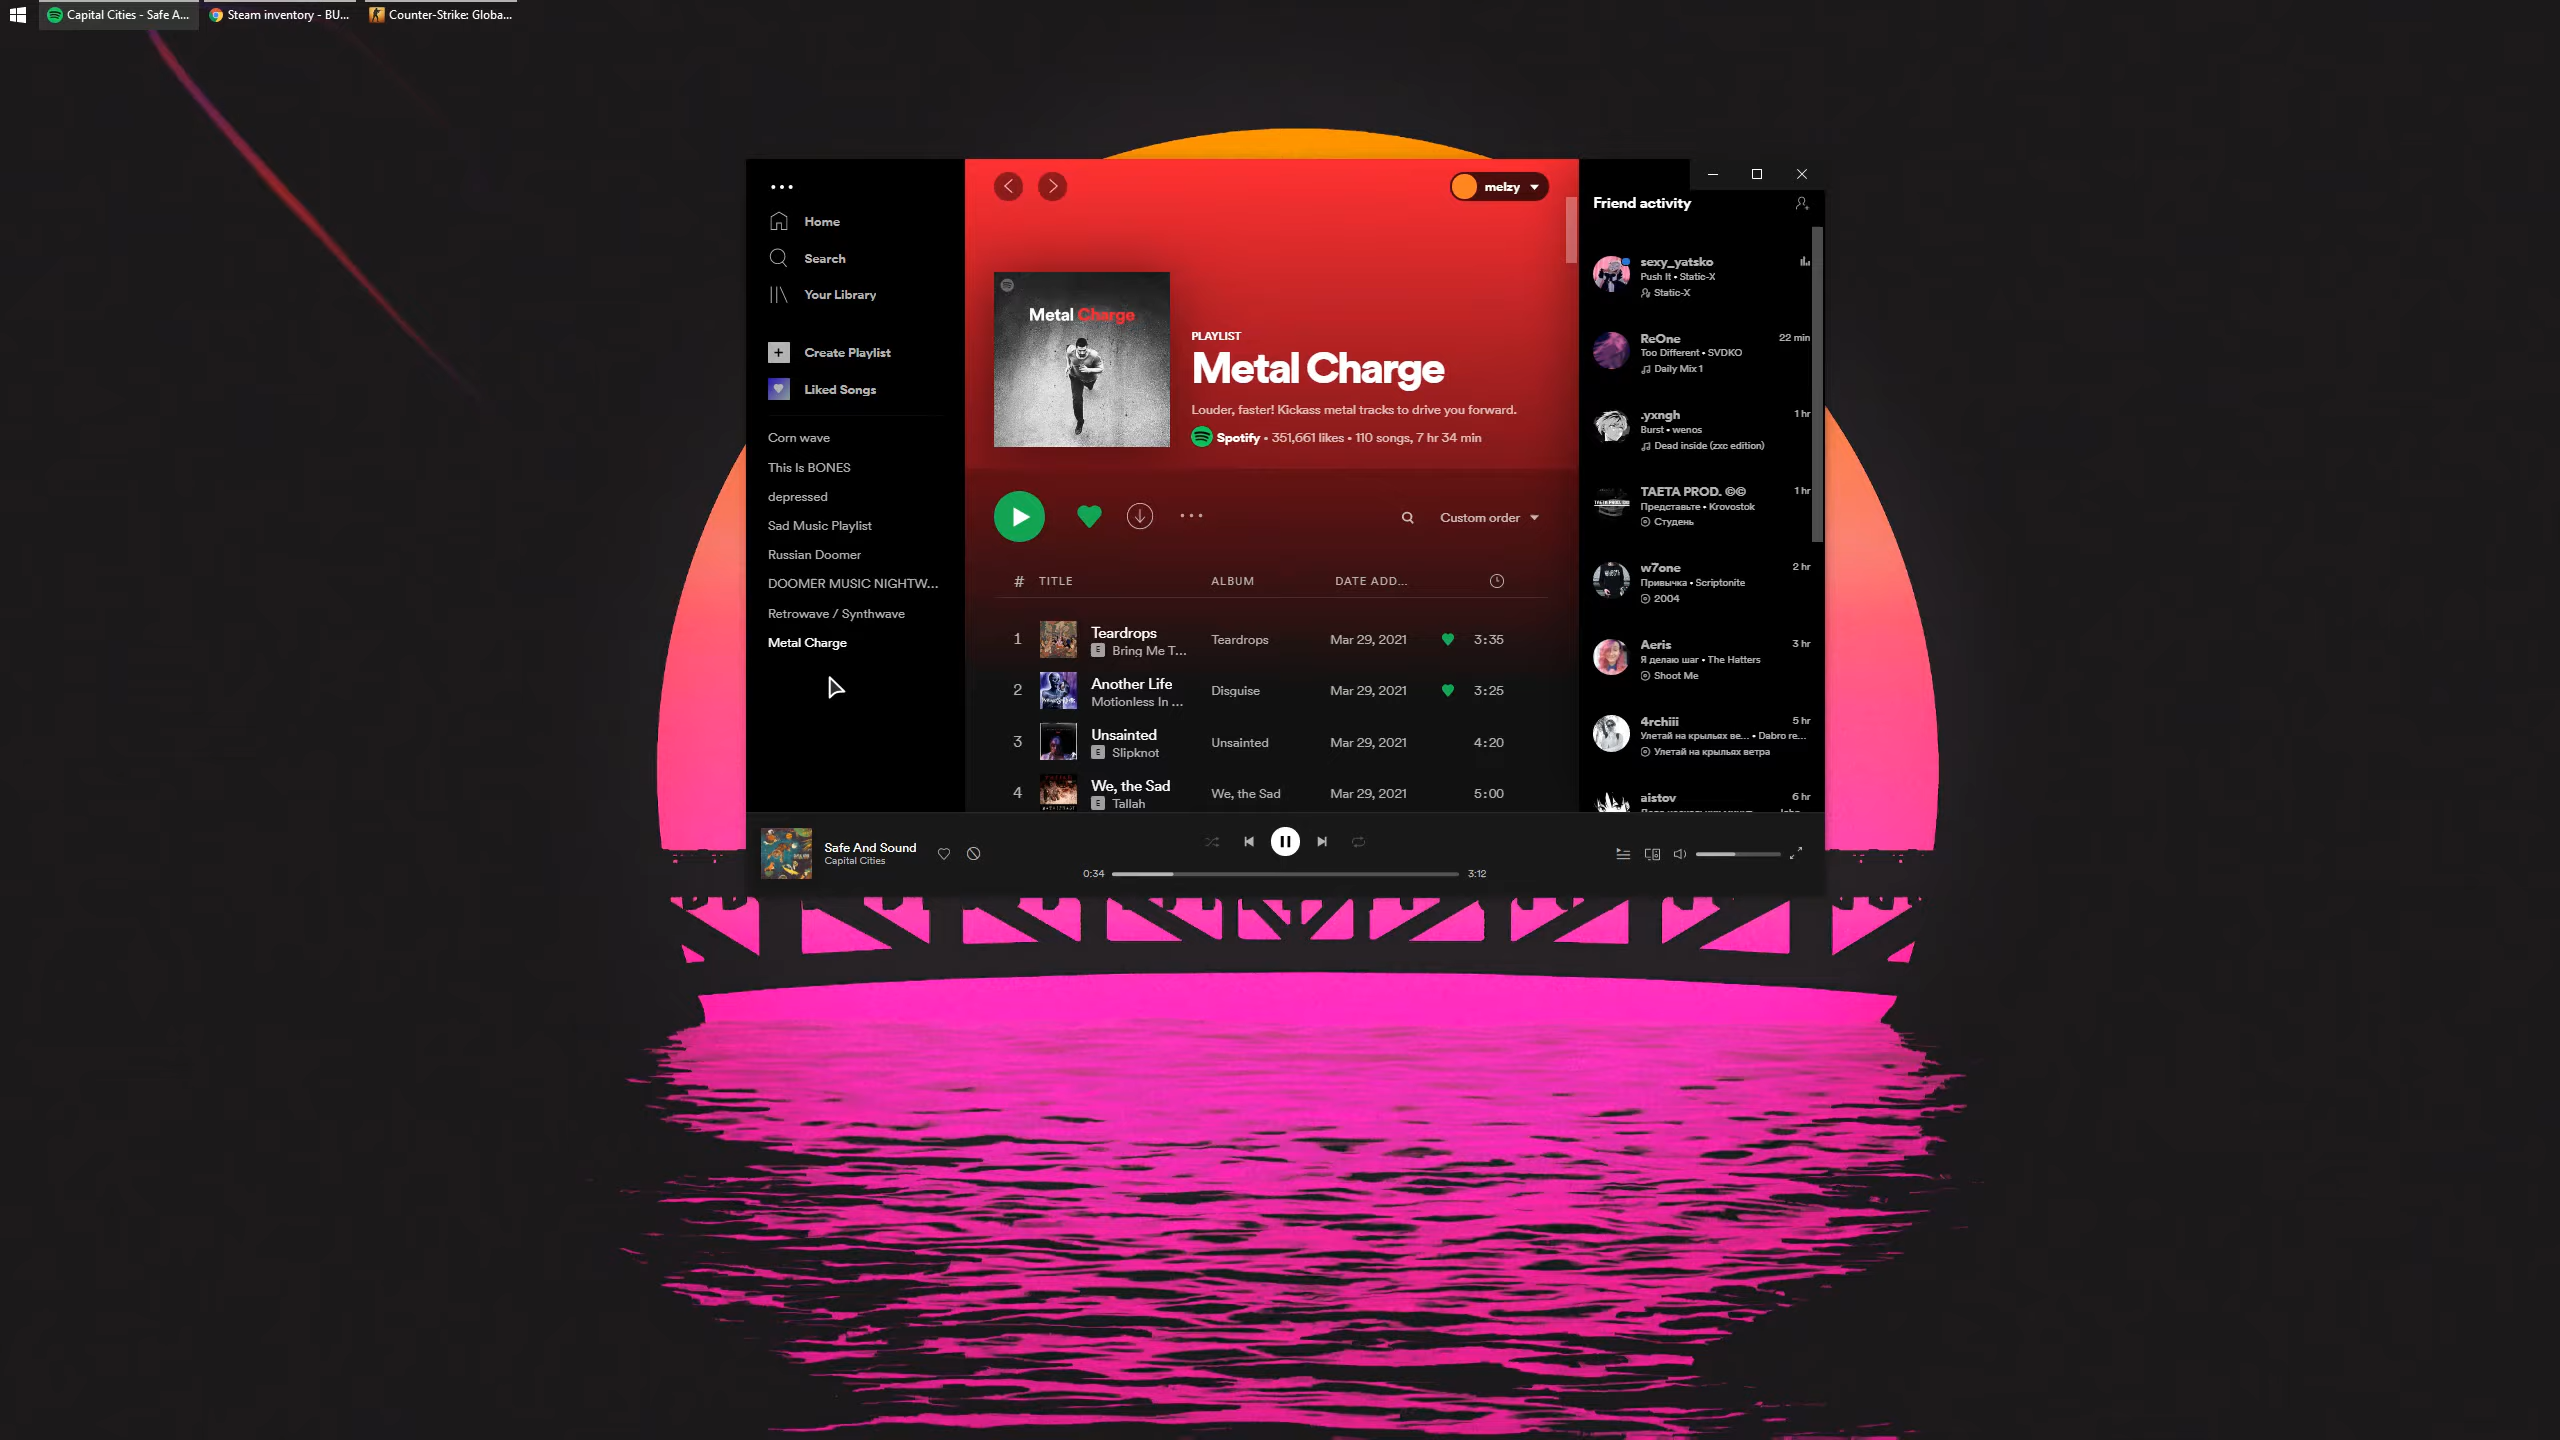 Capital Cities - Safe A...
Steam inventory - BU...
Counter-Strike: Globa...
Home
Search
Your Library
Create Playlist
Liked Songs
Corn wave
This Is BONES
depressed
Sad Music Playlist
Russian Doomer
DOOMER MUSIC NIGHTW...
Retrowave / Synthwave
Metal Charge
melzy
Metal Charge
PLAYLIST
Metal Charge
Louder, faster! Kickass metal tracks to drive you forward.
Spotify • 351,661 likes • 110 songs, 7 hr 34 min
Custom order
# TITLE ALBUM DATE ADD...
1 Teardrops Teardrops Mar 29, 2021 3:35
E Bring Me T...
2 Another Life Disguise Mar 29, 2021 3:25
Motionless In ...
3 Unsainted Unsainted Mar 29, 2021 4:20
E Slipknot
4 We, the Sad We, the Sad Mar 29, 2021 5:00
E Tallah
Friend activity
sexy_yatsko
Push It • Static-X
Static-X
ReOne 22 min
Too Different • SVDKO
Daily Mix 1
.yxngh 1 hr
Burst • wenos
Dead inside (zxc edition)
TAETA PROD. ©© 1 hr
Представьте • Krovostok
Студень
w7one 2 hr
Привычка • Scriptonite
2004
Aeris 3 hr
Я делаю шаг • The Hatters
Shoot Me
4rchiii 5 hr
Улетай на крыльях ве... • Dabro re...
Улетай на крыльях ветра
aistov 6 hr
Safe And Sound
Capital Cities
0:34 3:12